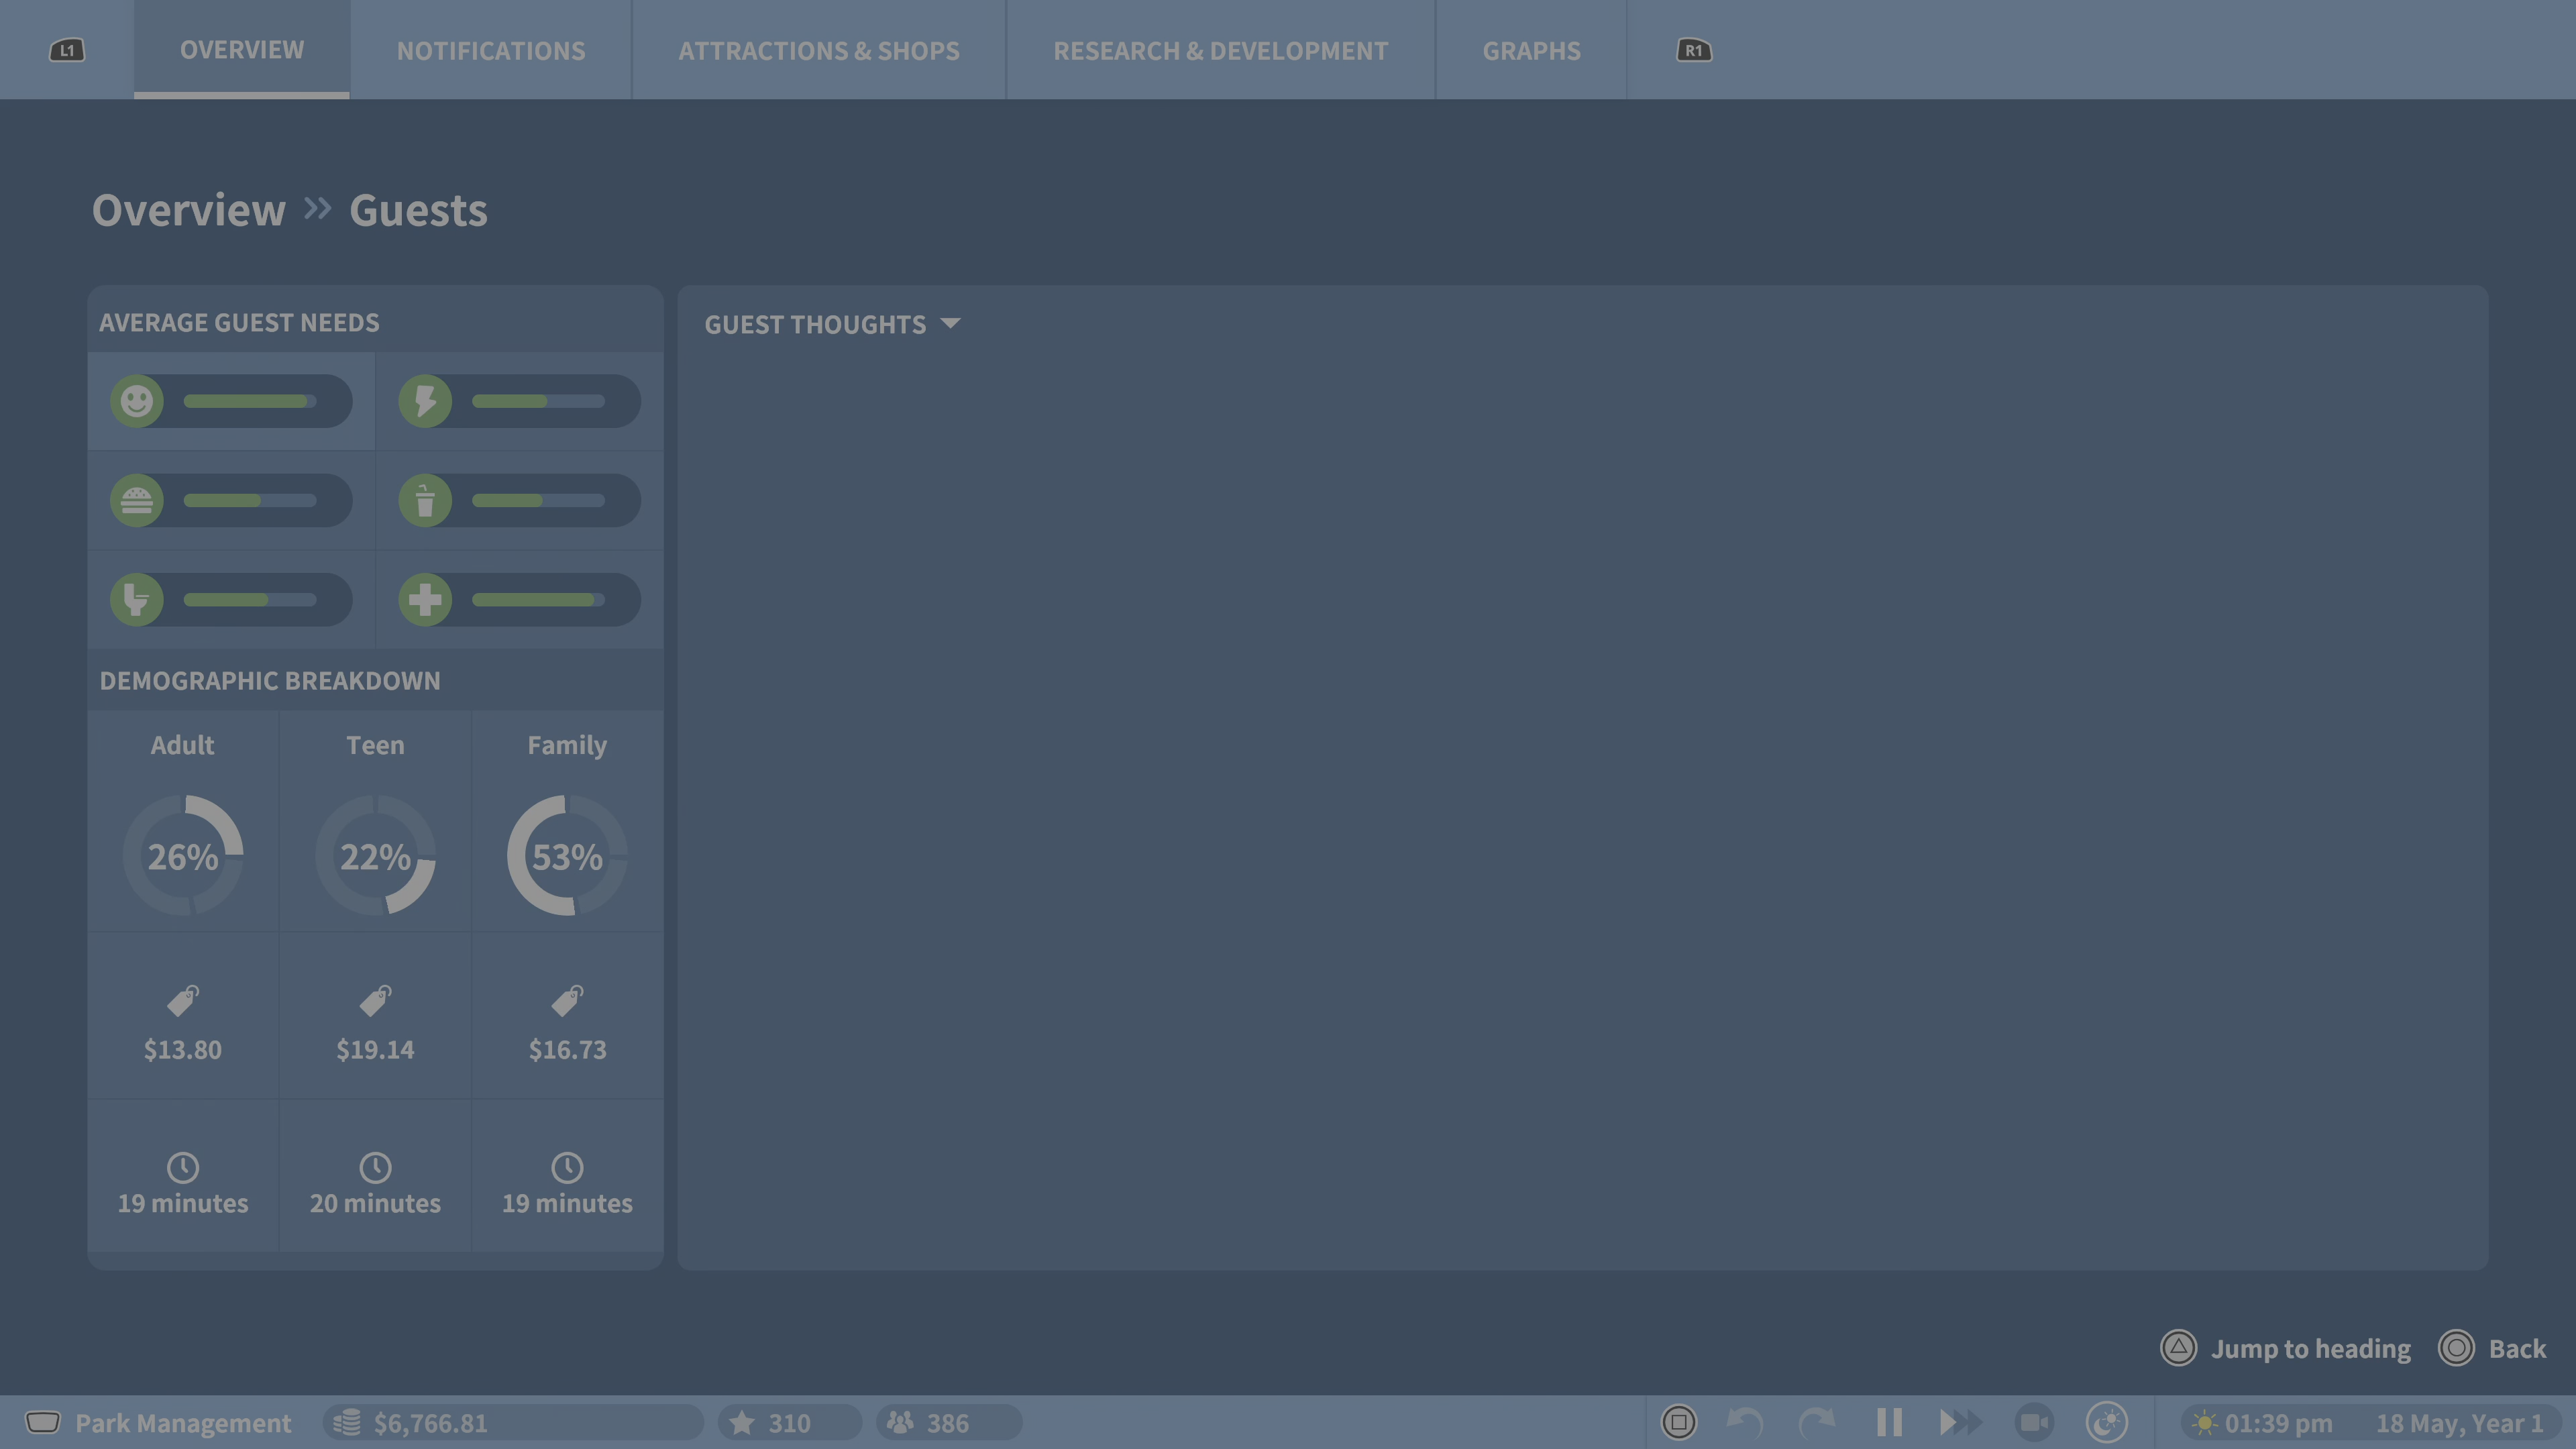 L1 OVERVIEW NOTIFICATIONS ATTRACTIONS & SHOPS RESEARCH & DEVELOPMENT GRAPHS R1
Overview >> Guests
AVERAGE GUEST NEEDS
GUEST THOUGHTS
DEMOGRAPHIC BREAKDOWN
Adult Teen Family
26% 22% 53%
$13.80 $19.14 $16.73
19 minutes 20 minutes 19 minutes
Jump to heading Back
Park Management $6,766.81 310 386 01:39 pm 18 May, Year 1